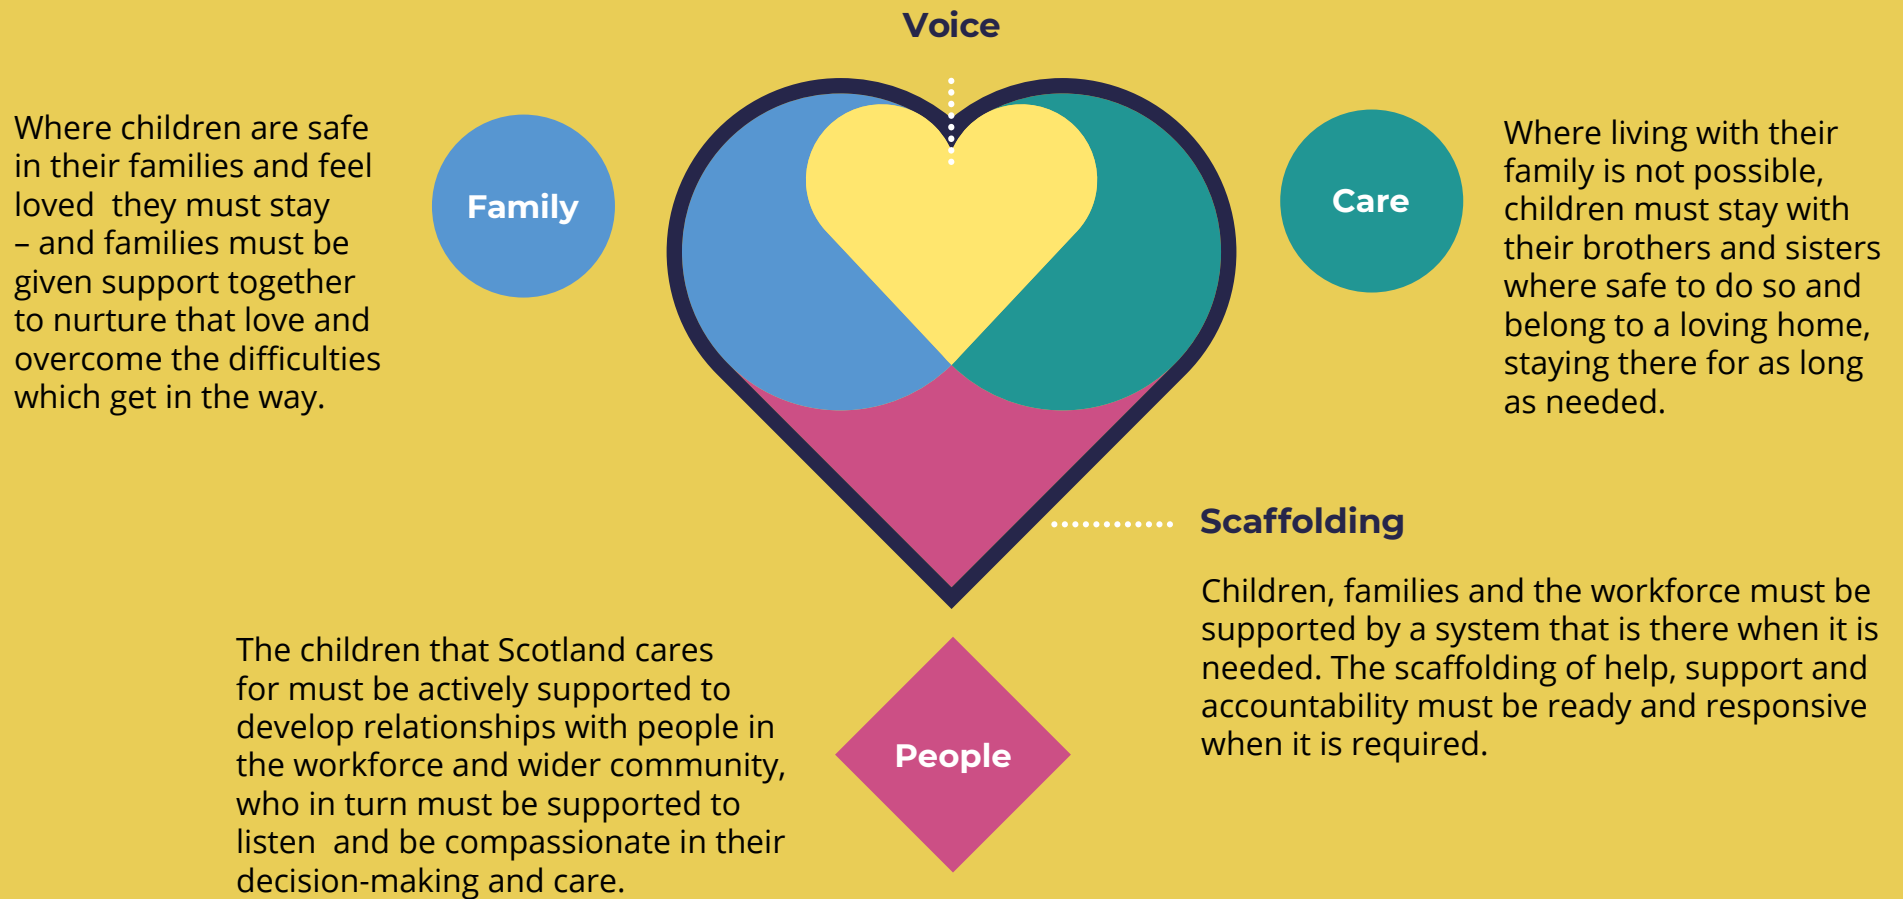 Voice
Where children are safe
in their families and feel
loved  they must stay
– and families must be
given support together
to nurture that love and
overcome the difficulties
which get in the way.
Family
Care
Where living with their
family is not possible,
children must stay with
their brothers and sisters
where safe to do so and
belong to a loving home,
staying there for as long
as needed.
Scaffolding
Children, families and the workforce must be
supported by a system that is there when it is
needed. The scaffolding of help, support and
accountability must be ready and responsive
when it is required.
The children that Scotland cares
for must be actively supported to
develop relationships with people in
the workforce and wider community,
who in turn must be supported to
listen  and be compassionate in their
decision-making and care.
People